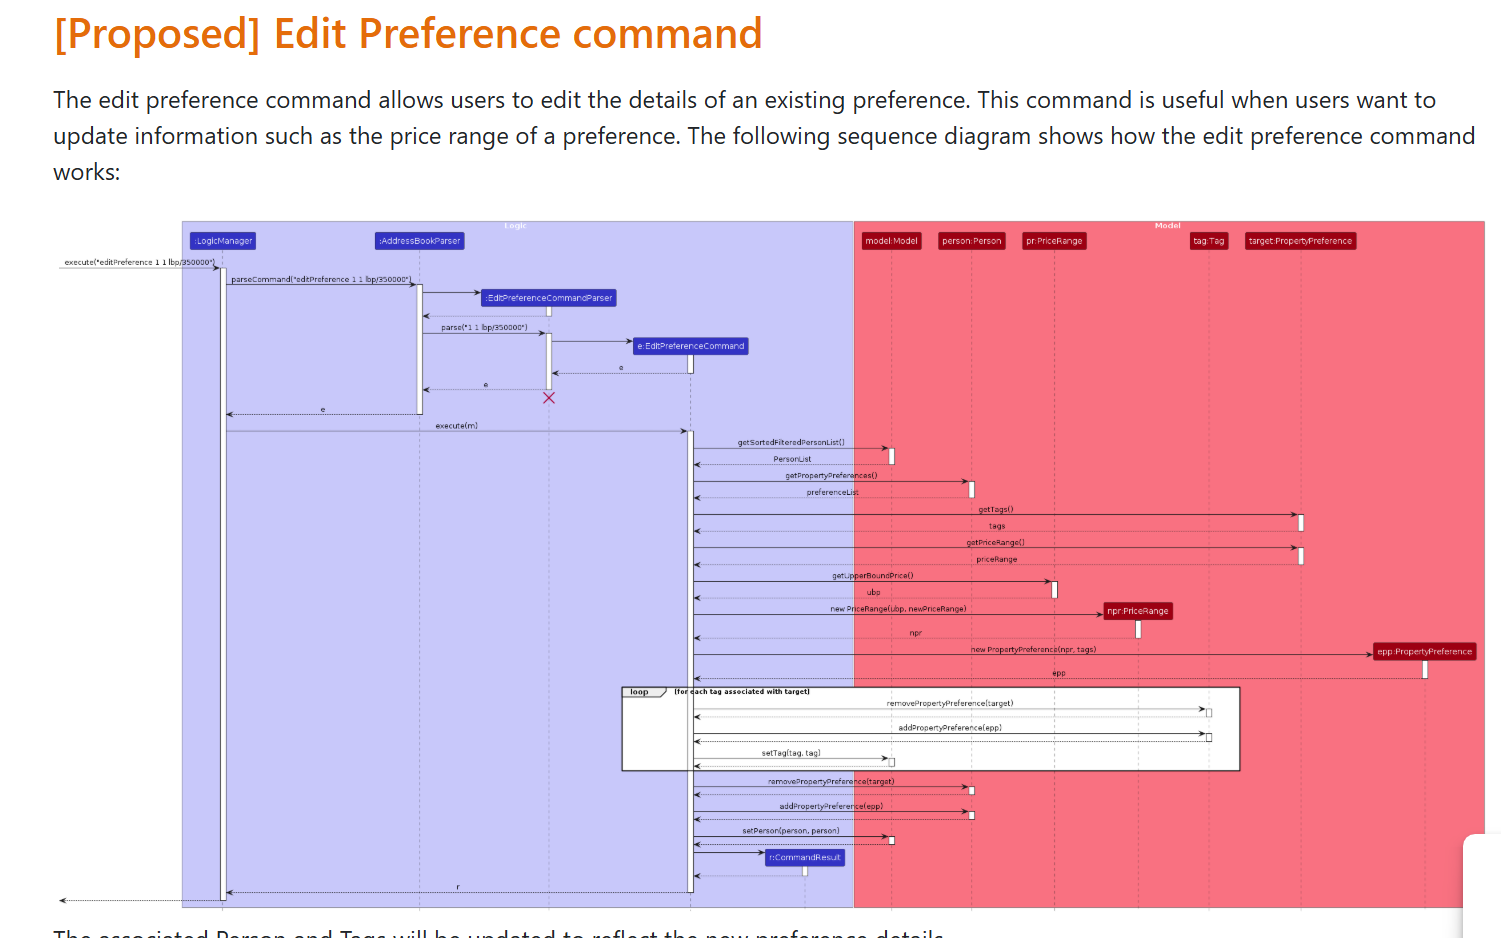 [Proposed] Edit Preference command
The edit preference command allows users to edit the details of an existing preference. This command is useful when users want to
update information such as the price range of a preference. The following sequence diagram shows how the edit preference command
works:
Logic
Model
:LogicManager
:AddressBookParser
model:Model
person:Person
pr:PriceRange
tag:Tag
target:PropertyPreference
execute("editPreference 1 1 lbp/350000")
parseCommand("editPreference 1 1 lbp/350000")
:EditPreferenceCommandParser
parse("1 1 lbp/350000")
e:EditPreferenceCommand
e
e
e
execute(m)
getSortedFilteredPersonList()
PersonList
getPropertyPreferences()
preferenceList
getTags()
tags
getPriceRange()
priceRange
getUpperBoundPrice()
ubp
new PriceRange(ubp, newPriceRange)
npr:PriceRange
npr
new PropertyPreference(npr, tags)
epp:PropertyPreference
epp
loop
(for each tag associated with target)
removePropertyPreference(target)
addPropertyPreference(epp)
setTag(tag, tag)
removePropertyPreference(target)
addPropertyPreference(epp)
setPerson(person, person)
r:CommandResult
r
The associated Person and Tags will be updated to reflect the new preference details